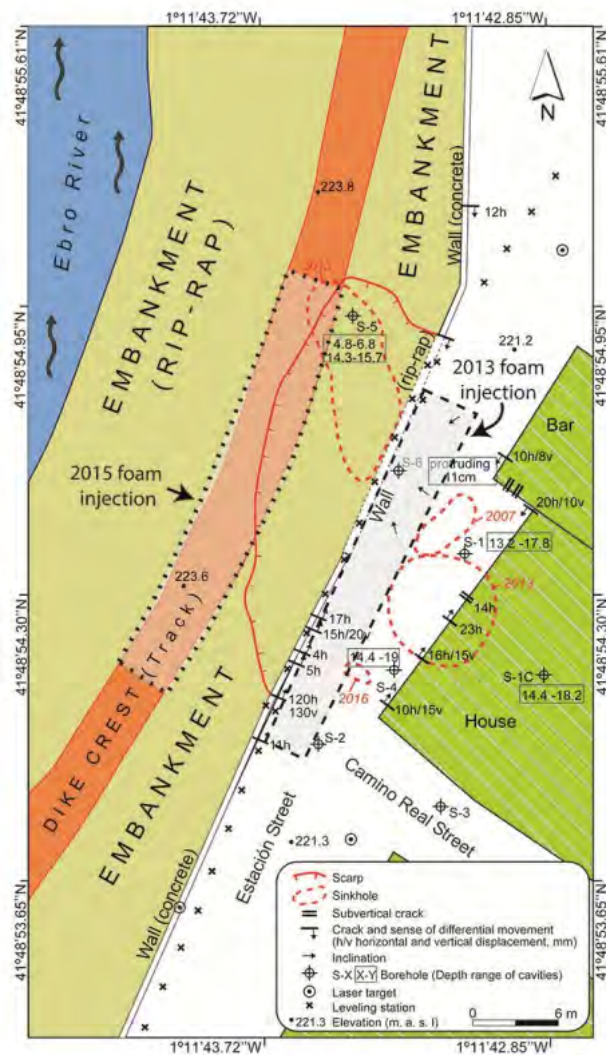 1°11'43.72"W
1°11'42.85"W
41°48'55.61"N
41°48'55.61"N
N
Ebro River
EMBANKMENT
(RIP-RAP)
EMBANKMENT
Wall (concrete)
223.8
12h
S-5
4.8-6.8
14.3-15.7
41°48'54.95"N
41°48'54.95"N
221.2
(rip-rap)
2013 foam
injection
Bar
2015 foam
injection
S-6
protruding
11cm
10h/8v
20h/10v
Wall
2007
S-1
13.2 -17.8
2013
223.6
(Track)
14h
41°48'54.30"N
41°48'54.30"N
17h
15h/20v
23h
4h
5h
14.4 -19
16h/15v
S-1C
14.4 -18.2
2016
S-4
10h/15v
120h
130v
House
11h
S-2
DIKE CREST
EMBANKMENT
Camino Real Street
S-3
Estación Street
221.3
41°48'53.65"N
41°48'53.65"N
Wall (concrete)
Scarp
Sinkhole
Subvertical crack
Crack and sense of differential movement
(h/v horizontal and vertical displacement, mm)
Inclination
S-X X-Y Borehole (Depth range of cavities)
Laser target
Leveling station
221.3 Elevation (m. a. s. l)
0 6 m
1°11'43.72"W
1°11'42.85"W